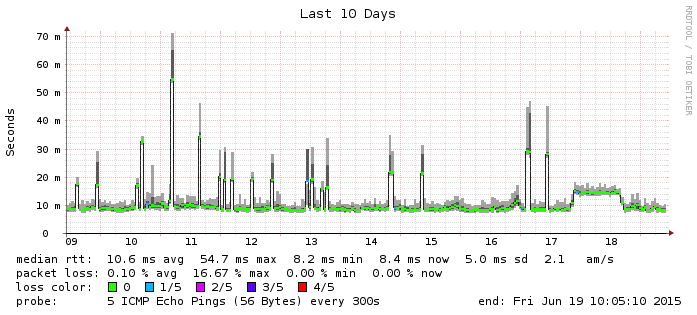 Last 10 Days
RRDTOOL / TOBI OETIKER
Seconds
70 m
60 m
50 m
40 m
30 m
20 m
10 m
0
09 10 11 12 13 14 15 16 17 18
median rtt: 10.6 ms avg 54.7 ms max 8.2 ms min 8.4 ms now 5.0 ms sd 2.1 am/s
packet loss: 0.10 % avg 16.67 % max 0.00 % min 0.00 % now
loss color: 0 1/5 2/5 3/5 4/5
probe: 5 ICMP Echo Pings (56 Bytes) every 300s end: Fri Jun 19 10:05:10 2015